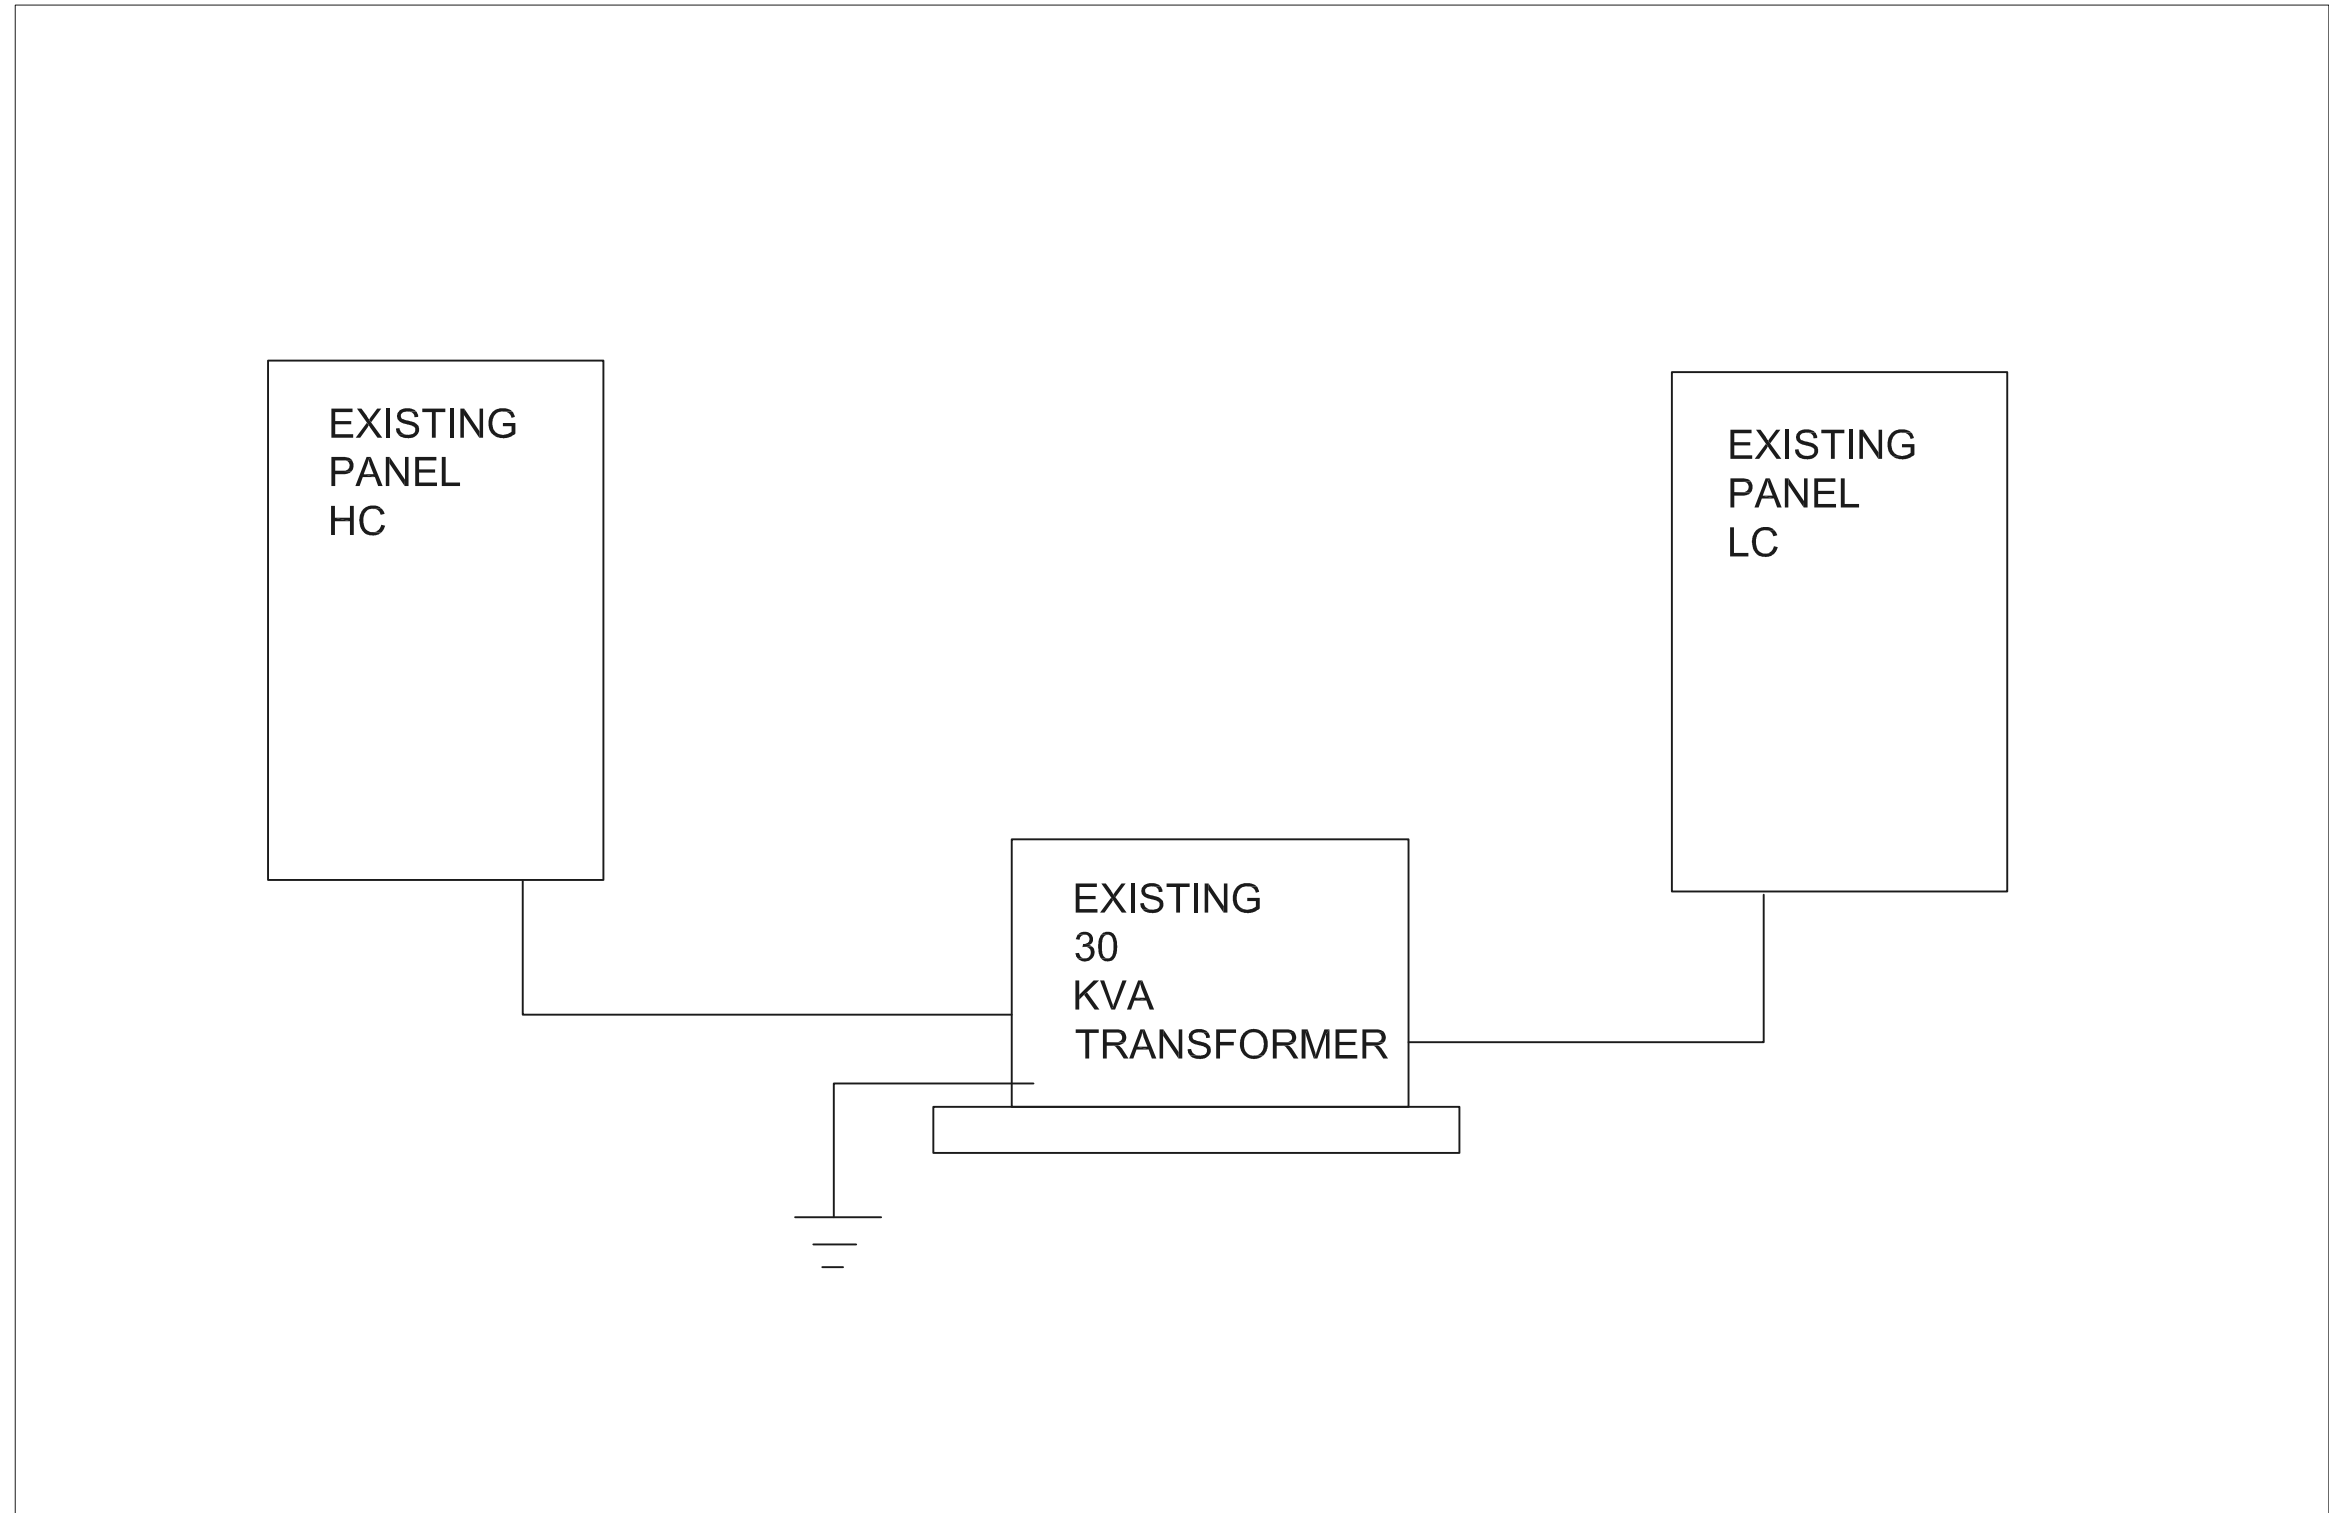 EXISTING
PANEL
HC
EXISTING
PANEL
LC
EXISTING
30
KVA
TRANSFORMER